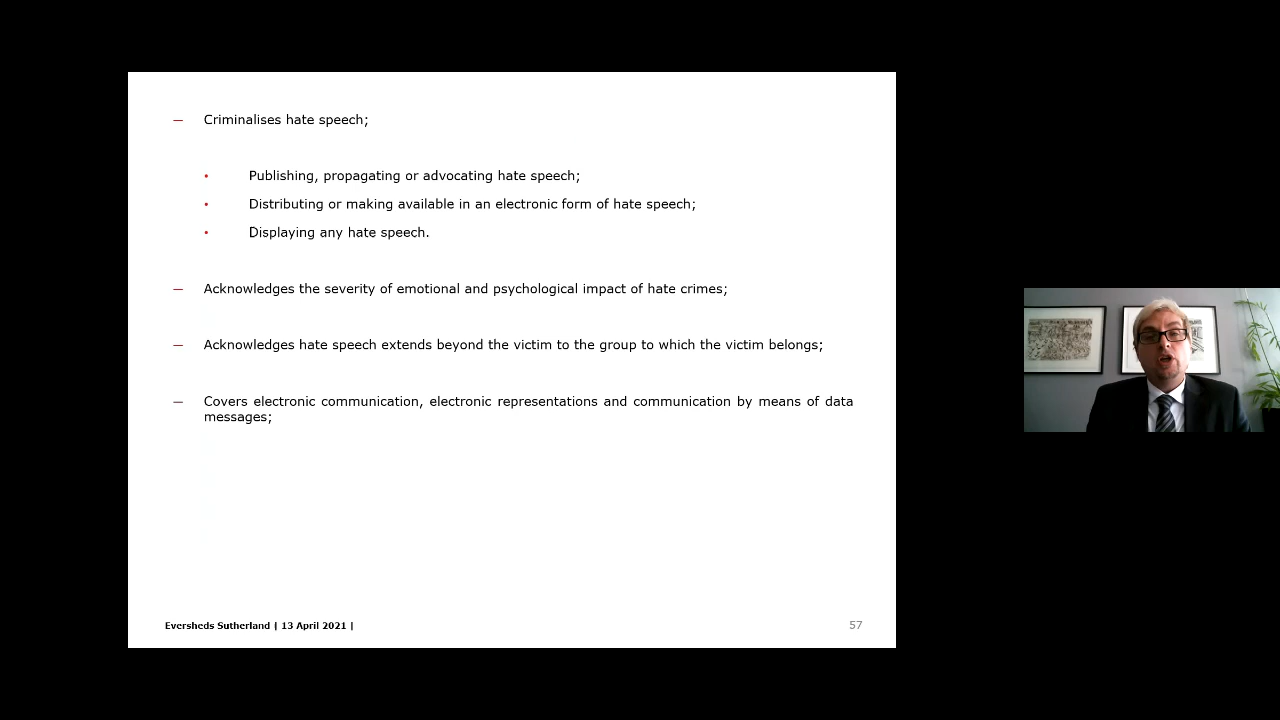 — Criminalises hate speech;
• Publishing, propagating or advocating hate speech;
• Distributing or making available in an electronic form of hate speech;
• Displaying any hate speech.
— Acknowledges the severity of emotional and psychological impact of hate crimes;
— Acknowledges hate speech extends beyond the victim to the group to which the victim belongs;
— Covers electronic communication, electronic representations and communication by means of data
messages;
Eversheds Sutherland | 13 April 2021 |
57